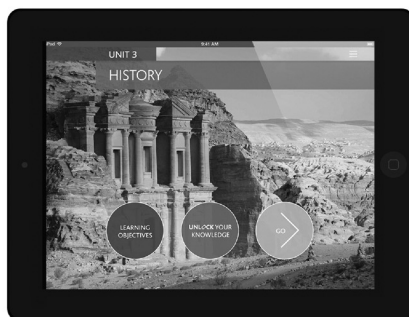 iPad
9:41 AM
UNIT 3
HISTORY
LEARNING
OBJECTIVES
UNLOCK YOUR
KNOWLEDGE
GO